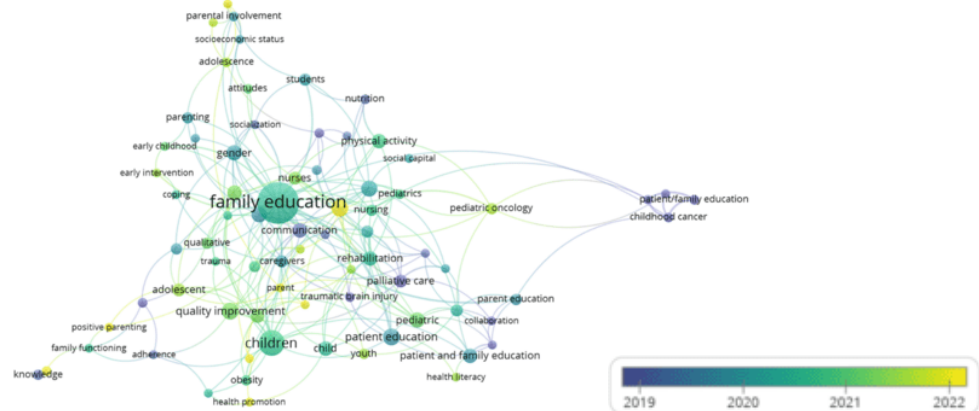 parental involvement
socioeconomic status
adolescence
students
attitudes
nutrition
parenting
socialization
physical activity
early childhood
gender
social capital
early intervention
nurses
coping
pediatrics
family education
patient/family education
nursing
pediatric oncology
childhood cancer
communication
qualitative
trauma
caregivers
rehabilitation
palliative care
adolescent
parent
traumatic brain injury
parent education
quality improvement
pediatric
collaboration
positive parenting
patient education
children
family functioning
child
youth
adherence
patient and family education
knowledge
obesity
health literacy
health promotion
2019 2020 2021 2022